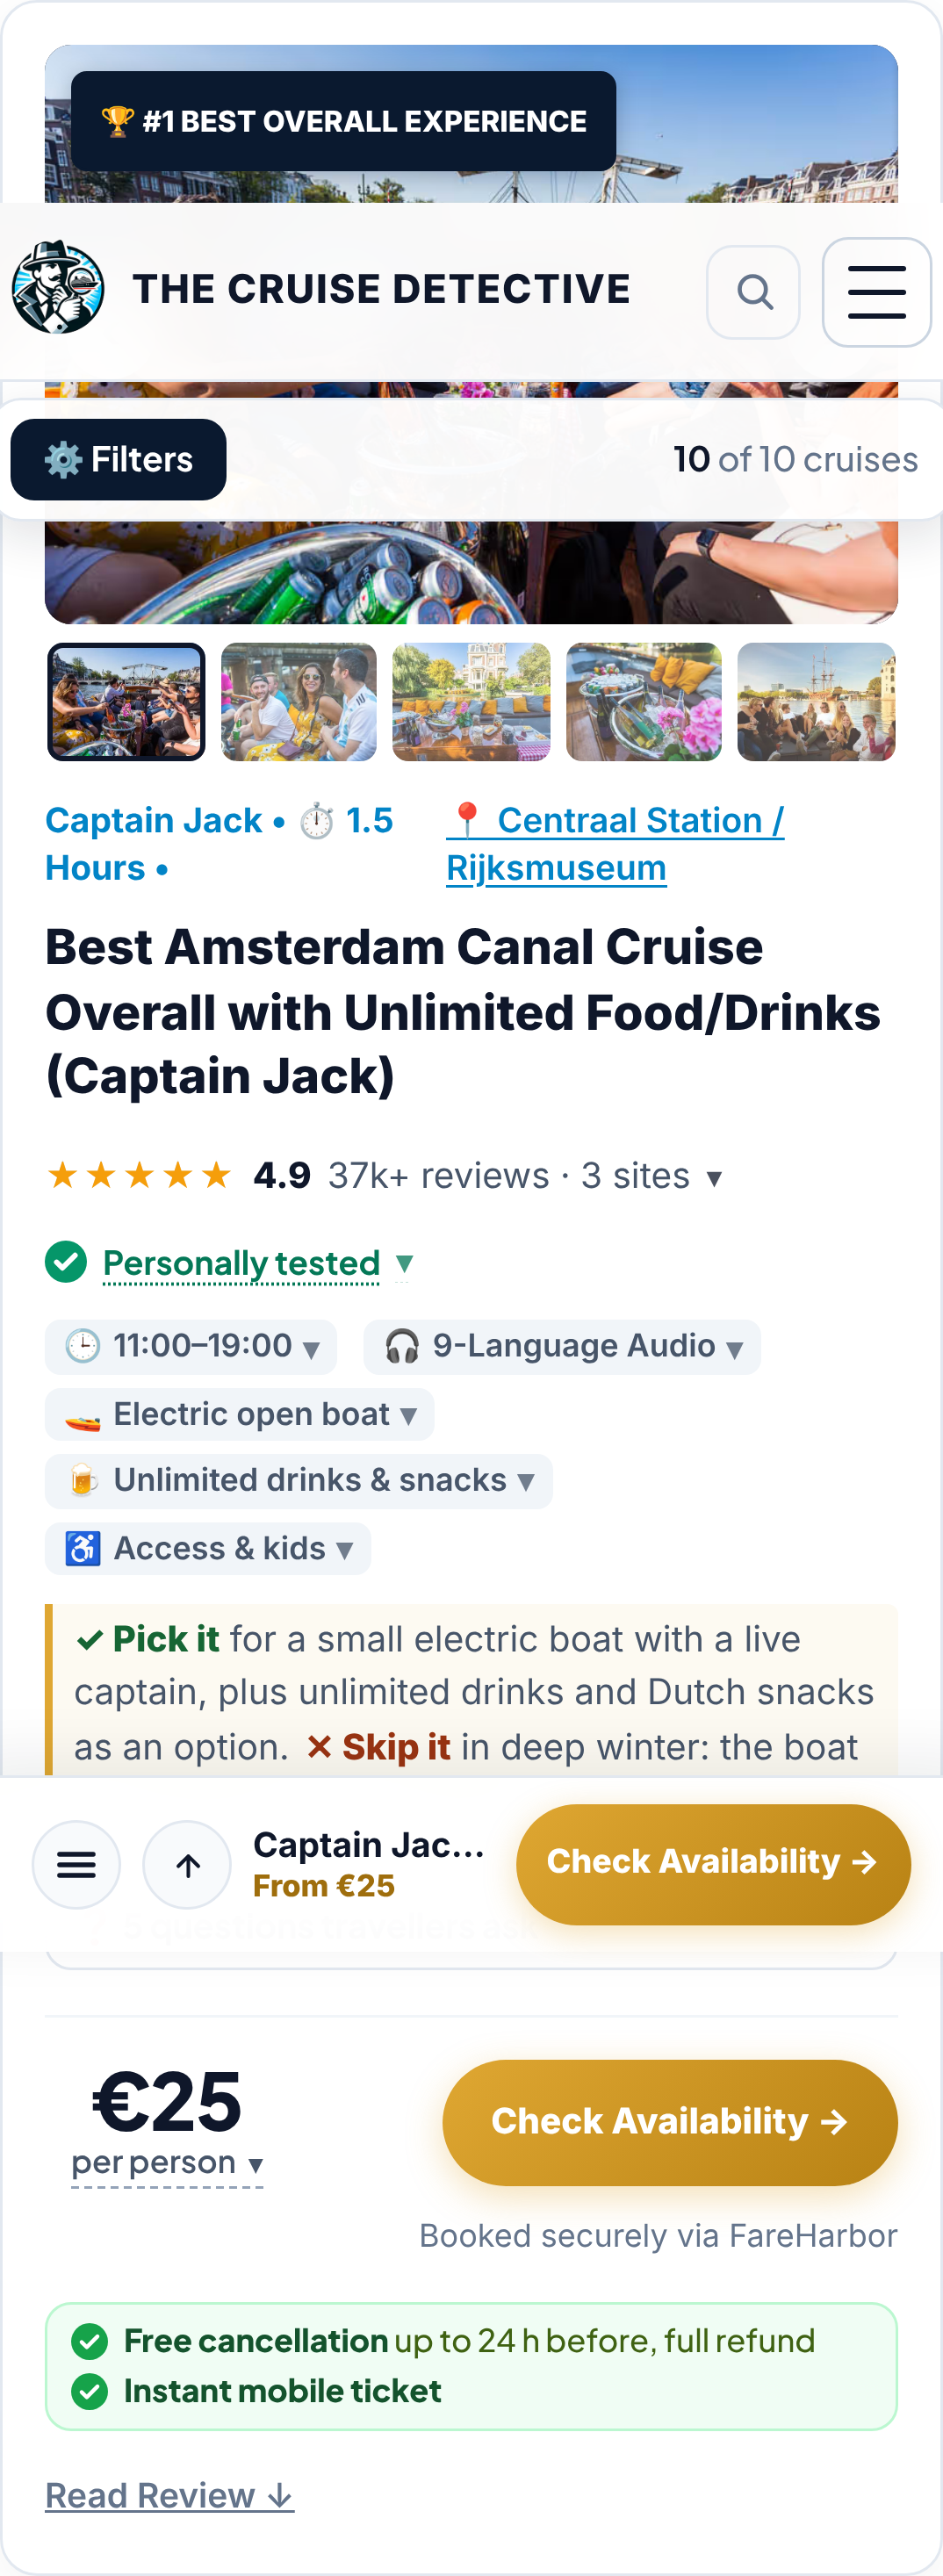 🏆 #1 BEST OVERALL EXPERIENCE
THE CRUISE DETECTIVE
⚙️ Filters
10 of 10 cruises
Captain Jack • ⏱️ 1.5
Hours •
📍 Centraal Station /
Rijksmuseum
Best Amsterdam Canal Cruise
Overall with Unlimited Food/Drinks
(Captain Jack)
★★★★★ 4.9 37k+ reviews · 3 sites ▾
Personally tested ▾
🕒 11:00–19:00 ▾
🎧 9-Language Audio ▾
🚤 Electric open boat ▾
🍺 Unlimited drinks & snacks ▾
♿ Access & kids ▾
✓ Pick it for a small electric boat with a live
captain, plus unlimited drinks and Dutch snacks
as an option. ✕ Skip it in deep winter: the boat
Captain Jac...
From €25
Check Availability →
5 questions travellers ask
€25
per person ▾
Check Availability →
Booked securely via FareHarbor
Free cancellation up to 24 h before, full refund
Instant mobile ticket
Read Review ↓